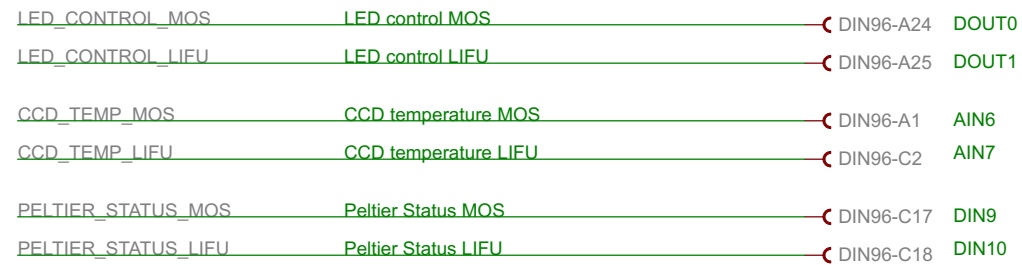 LED_CONTROL_MOS LED control MOS DIN96-A24 DOUT0
LED_CONTROL_LIFU LED control LIFU DIN96-A25 DOUT1
CCD_TEMP_MOS CCD temperature MOS DIN96-A1 AIN6
CCD_TEMP_LIFU CCD temperature LIFU DIN96-C2 AIN7
PELTIER_STATUS_MOS Peltier Status MOS DIN96-C17 DIN9
PELTIER_STATUS_LIFU Peltier Status LIFU DIN96-C18 DIN10